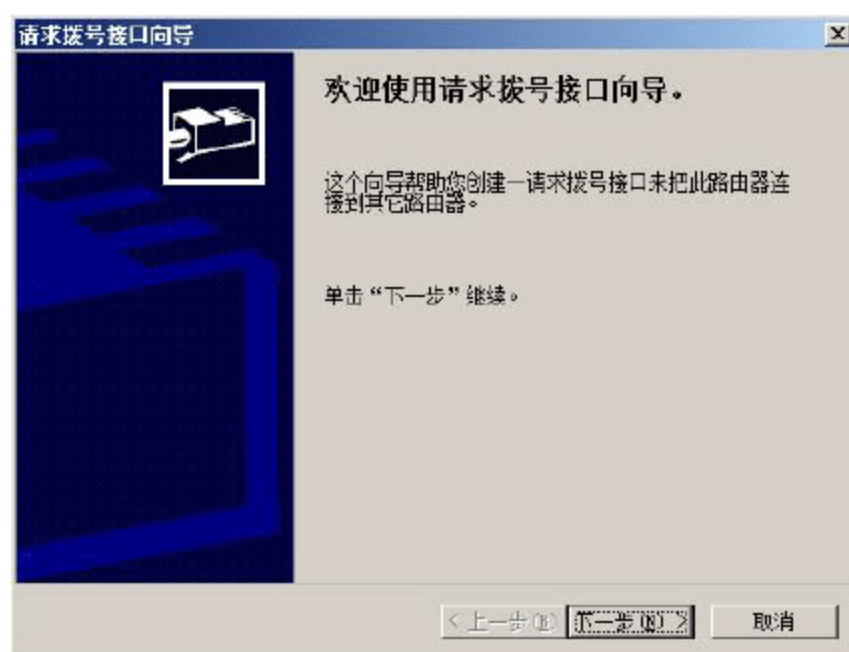 请求拨号接口向导
欢迎使用请求拨号接口向导。
这个向导帮助您创建一请求拨号接口来把此路由器连
接到其它路由器。
单击“下一步”继续。
<上一步(B) 下一步(N) > 取消